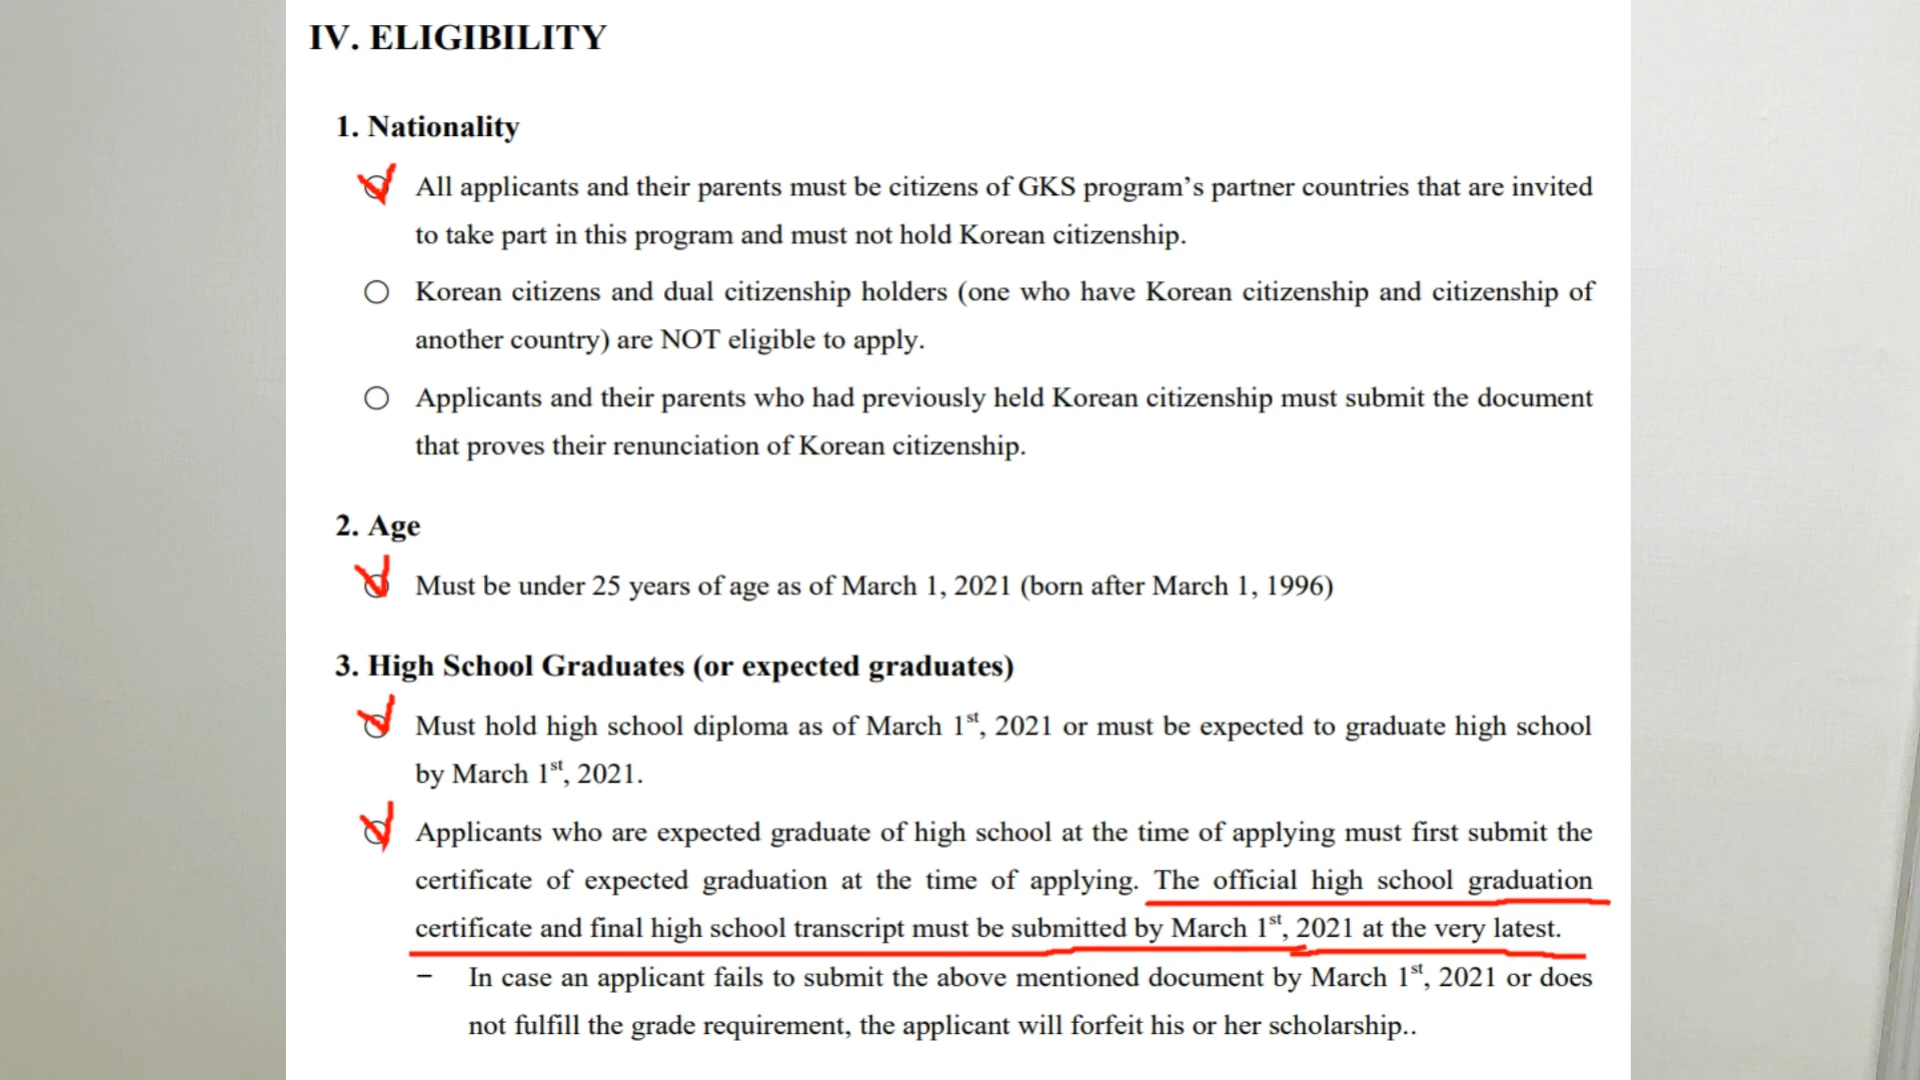 IV. ELIGIBILITY
1. Nationality
All applicants and their parents must be citizens of GKS program’s partner countries that are invited
to take part in this program and must not hold Korean citizenship.
○ Korean citizens and dual citizenship holders (one who have Korean citizenship and citizenship of
another country) are NOT eligible to apply.
○ Applicants and their parents who had previously held Korean citizenship must submit the document
that proves their renunciation of Korean citizenship.
2. Age
Must be under 25 years of age as of March 1, 2021 (born after March 1, 1996)
3. High School Graduates (or expected graduates)
Must hold high school diploma as of March 1st, 2021 or must be expected to graduate high school
by March 1st, 2021.
Applicants who are expected graduate of high school at the time of applying must first submit the
certificate of expected graduation at the time of applying. The official high school graduation
certificate and final high school transcript must be submitted by March 1st, 2021 at the very latest.
− In case an applicant fails to submit the above mentioned document by March 1st, 2021 or does
not fulfill the grade requirement, the applicant will forfeit his or her scholarship..